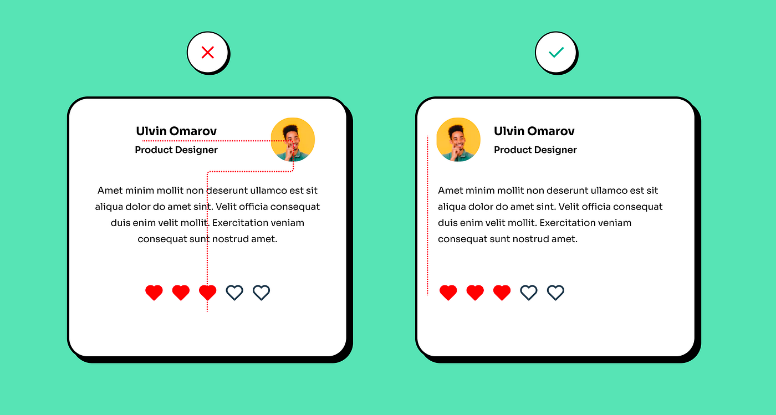 Ulvin Omarov
Product Designer
Amet minim mollit non deserunt ullamco est sit
aliqua dolor do amet sint. Velit officia consequat
duis enim velit mollit. Exercitation veniam
consequat sunt nostrud amet.
Ulvin Omarov
Product Designer
Amet minim mollit non deserunt ullamco est sit
aliqua dolor do amet sint. Velit officia consequat
duis enim velit mollit. Exercitation veniam
consequat sunt nostrud amet.